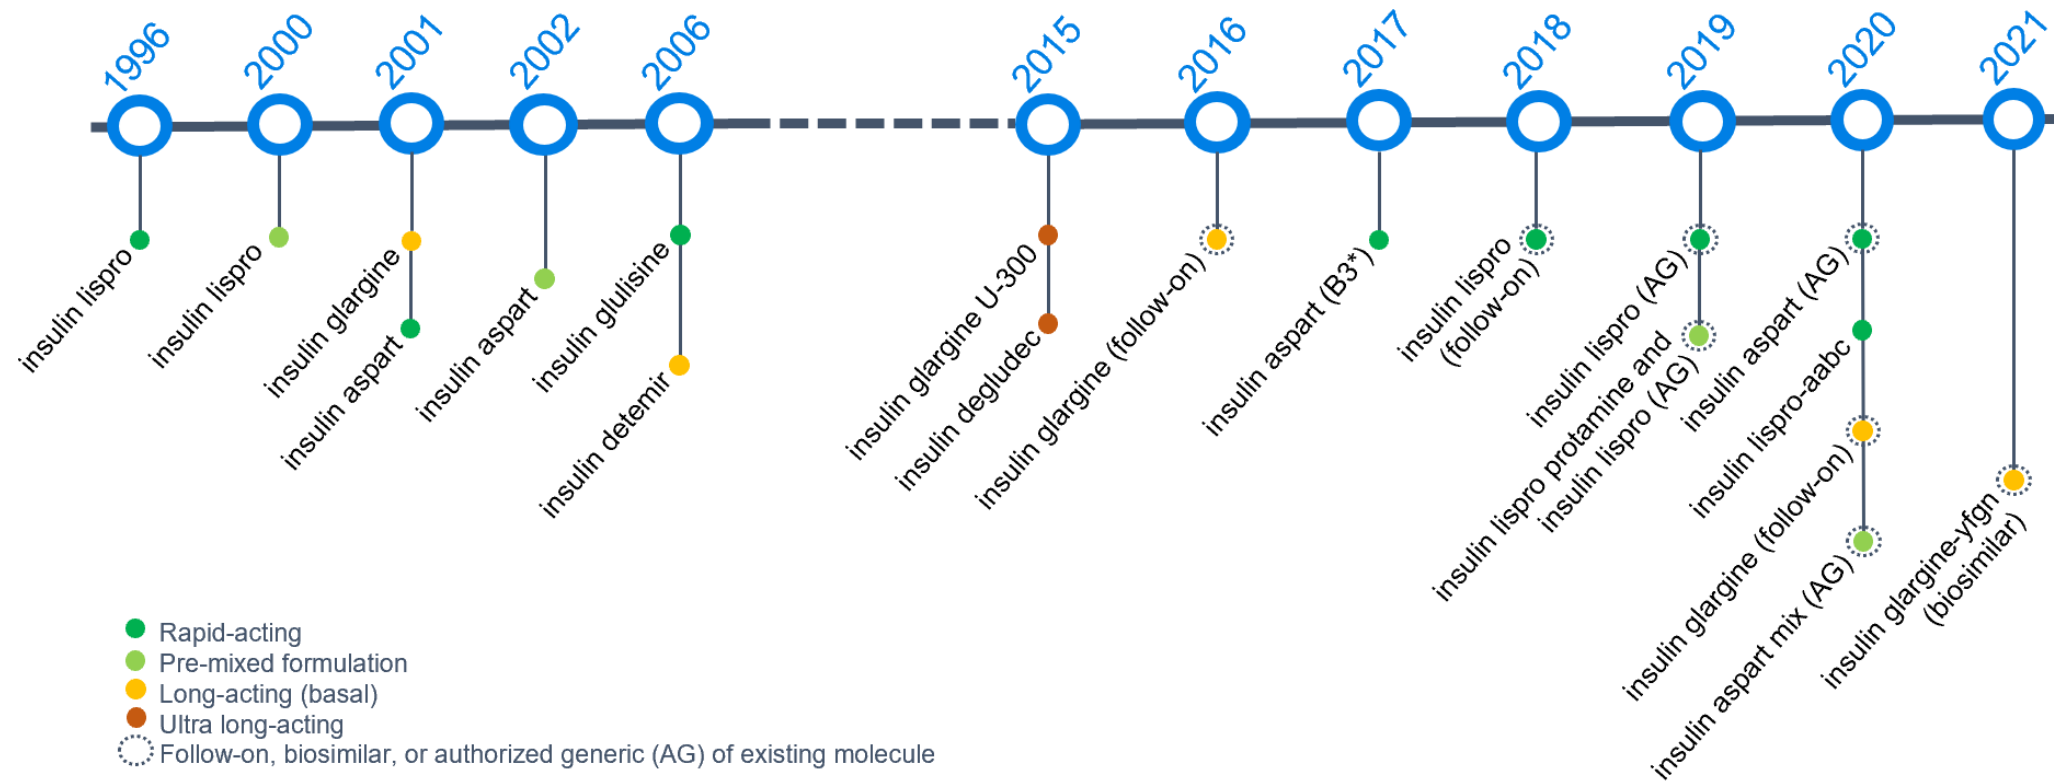 1996
2000
2001
2002
2006
2015
2016
2017
2018
2019
2020
2021
insulin lispro
insulin lispro
insulin glargine
insulin aspart
insulin aspart
insulin glulisine
insulin detemir
insulin glargine U-300
insulin degludec
insulin glargine (follow-on)
insulin aspart (B3*)
insulin lispro
(follow-on)
insulin lispro (AG)
insulin lispro protamine and
insulin lispro (AG)
insulin aspart (AG)
insulin lispro-aabc
insulin glargine (follow-on)
insulin aspart mix (AG)
insulin glargine-yfgn
(biosimilar)
Rapid-acting
Pre-mixed formulation
Long-acting (basal)
Ultra long-acting
Follow-on, biosimilar, or authorized generic (AG) of existing molecule